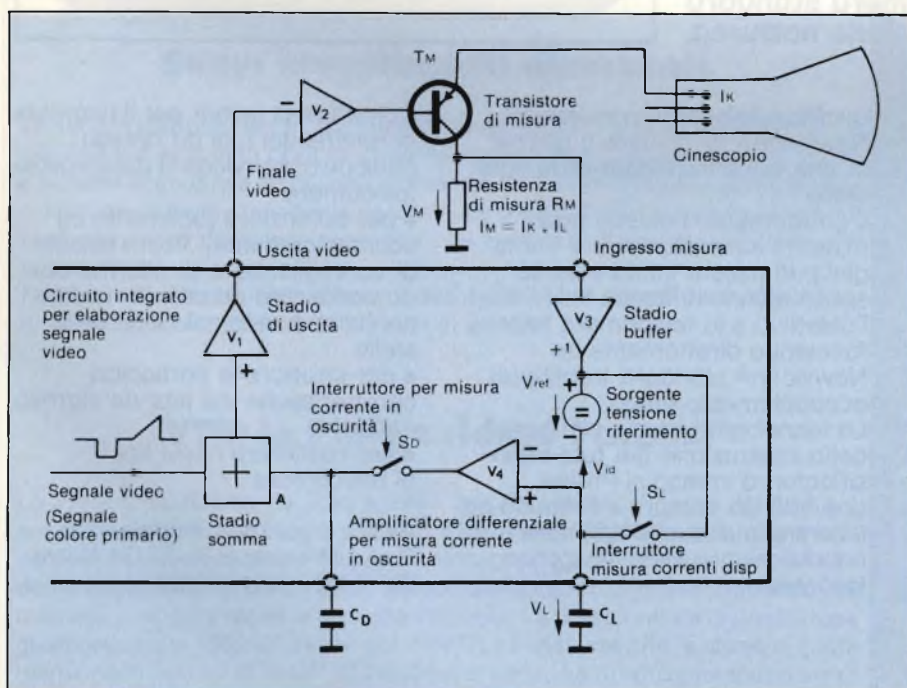 TM
V2
Transistore
di misura
IK
Cinescopio
Finale
video
VM
Resistenza
di misura RM
IM = IK + IL
Uscita video
Ingresso misura
Circuito integrato
per elaborazione
segnale
video
Stadio
di uscita
V1
+
V3
+1
Stadio
buffer
Interruttore per misura
corrente in
oscurità
SD
Vref
+
=
−
Sorgente
tensione
riferimento
V4
−
+
Vid
SL
Segnale video
(Segnale
colore primario)
+
A
Stadio
somma
Amplificatore differenziale
per misura corrente
in oscurità
Interruttore
misura correnti disp
CD
VL
CL